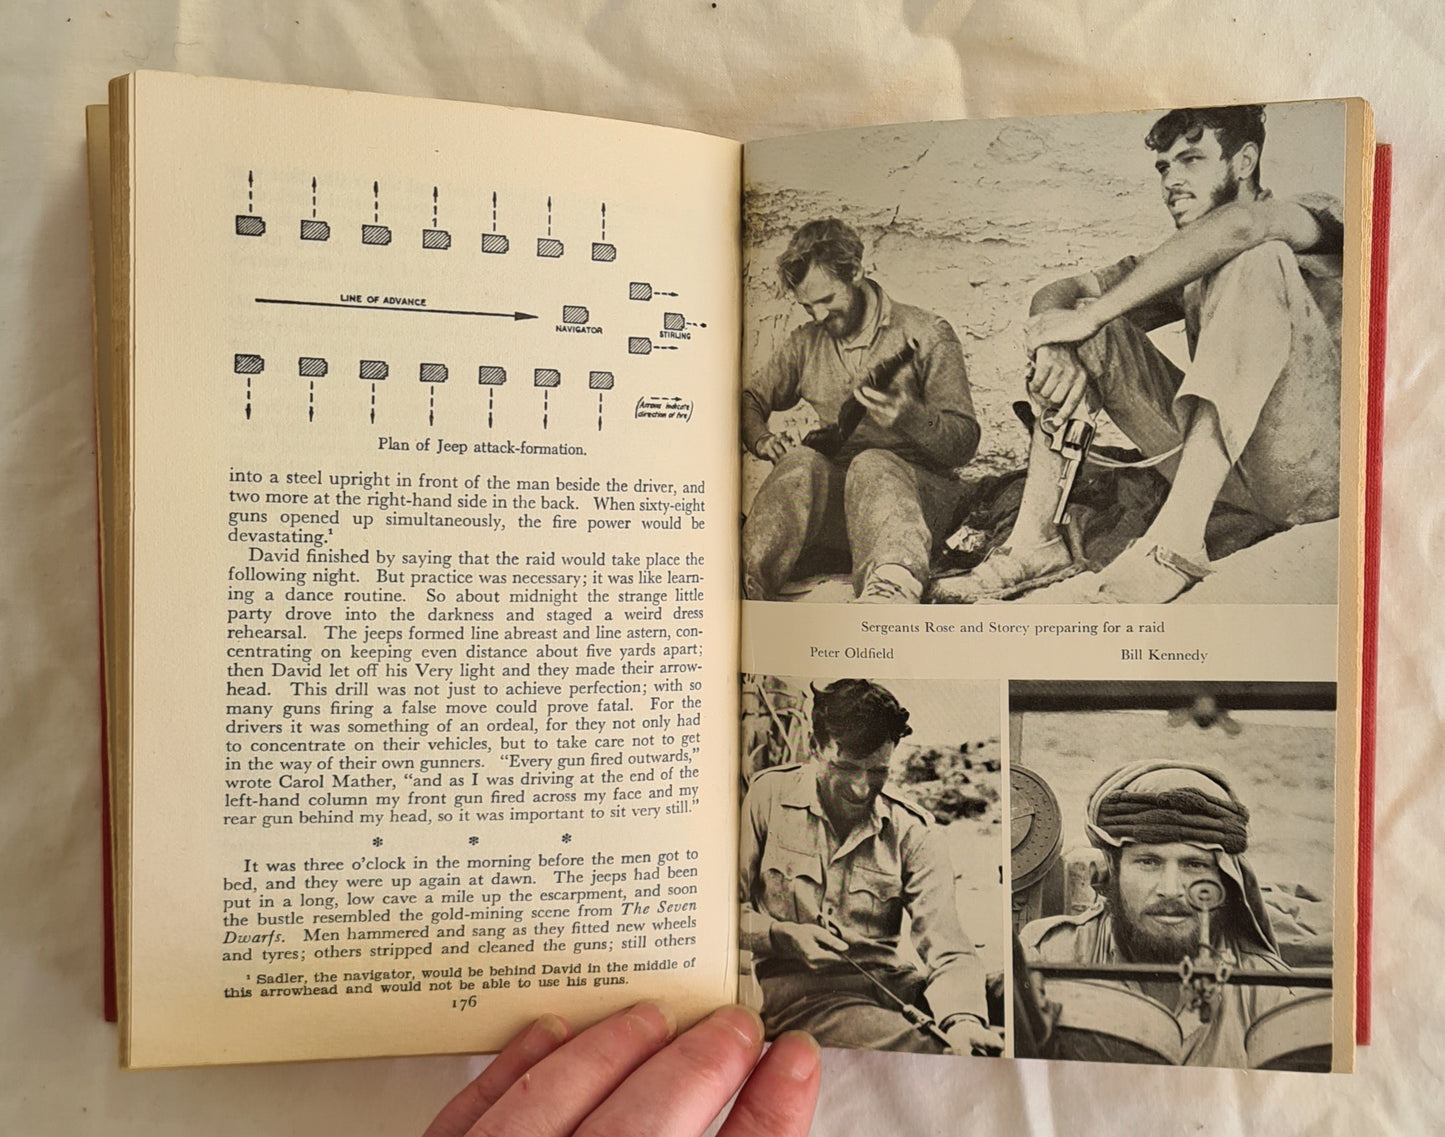 LINE OF ADVANCE
NAVIGATOR
STIRLING
(Arrows indicate
direction of fire)
Plan of Jeep attack-formation.
into a steel upright in front of the man beside the driver, and
two more at the right-hand side in the back. When sixty-eight
guns opened up simultaneously, the fire power would be
devastating.¹
David finished by saying that the raid would take place the
following night. But practice was necessary; it was like learn-
ing a dance routine. So about midnight the strange little
party drove into the darkness and staged a weird dress
rehearsal. The jeeps formed line abreast and line astern, con-
centrating on keeping even distance about five yards apart;
then David let off his Very light and they made their arrow-
head. This drill was not just to achieve perfection; with so
many guns firing a false move could prove fatal. For the
drivers it was something of an ordeal, for they not only had
to concentrate on their vehicles, but to take care not to get
in the way of their own gunners. “Every gun fired outwards,”
wrote Carol Mather, “and as I was driving at the end of the
left-hand column my front gun fired across my face and my
rear gun behind my head, so it was important to sit very still.”
* * *
It was three o’clock in the morning before the men got to
bed, and they were up again at dawn. The jeeps had been
put in a long, low cave a mile up the escarpment, and soon
the bustle resembled the gold-mining scene from The Seven
Dwarfs. Men hammered and sang as they fitted new wheels
and tyres; others stripped and cleaned the guns; still others
¹ Sadler, the navigator, would be behind David in the middle of
this arrowhead and would not be able to use his guns.
176
Sergeants Rose and Storey preparing for a raid
Peter Oldfield
Bill Kennedy